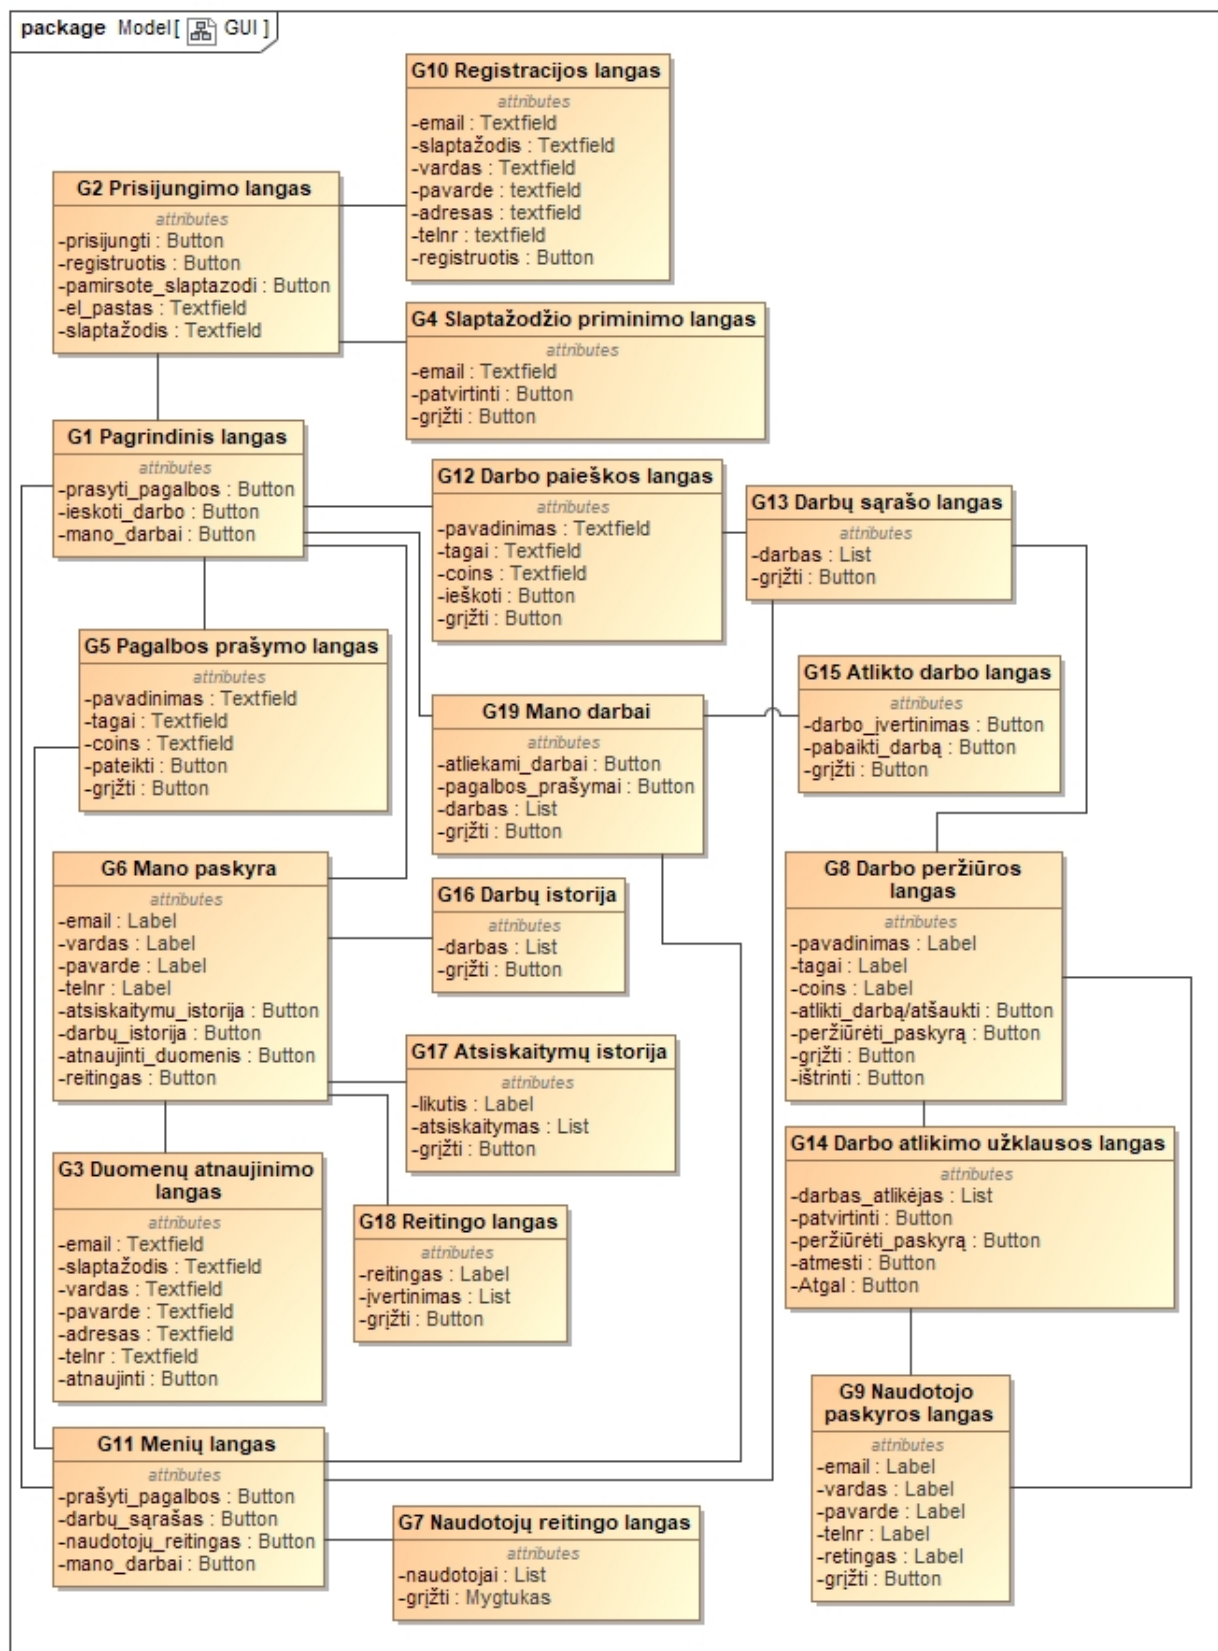 package Model[ GUI ]
G10 Registracijos langas
attributes
-email : Textfield
-slaptažodis : Textfield
-vardas : Textfield
-pavarde : textfield
-adresas : textfield
-telnr : textfield
-registruotis : Button
G2 Prisijungimo langas
attributes
-prisijungti : Button
-registruotis : Button
-pamirsote_slaptazodi : Button
-el_pastas : Textfield
-slaptažodis : Textfield
G4 Slaptažodžio priminimo langas
attributes
-email : Textfield
-patvirtinti : Button
-grįžti : Button
G1 Pagrindinis langas
attributes
-prasyti_pagalbos : Button
-ieskoti_darbo : Button
-mano_darbai : Button
G12 Darbo paieškos langas
attributes
-pavadinimas : Textfield
-tagai : Textfield
-coins : Textfield
-ieškoti : Button
-grįžti : Button
G13 Darbų sąrašo langas
attributes
-darbas : List
-grįžti : Button
G5 Pagalbos prašymo langas
attributes
-pavadinimas : Textfield
-tagai : Textfield
-coins : Textfield
-pateikti : Button
-grįžti : Button
G19 Mano darbai
attributes
-atliekami_darbai : Button
-pagalbos_prašymai : Button
-darbas : List
-grįžti : Button
G15 Atlikto darbo langas
attributes
-darbo_įvertinimas : Button
-pabaikti_darbą : Button
-grįžti : Button
G6 Mano paskyra
attributes
-email : Label
-vardas : Label
-pavarde : Label
-telnr : Label
-atsiskaitymu_istorija : Button
-darbų_istorija : Button
-atnaujinti_duomenis : Button
-reitingas : Button
G16 Darbų istorija
attributes
-darbas : List
-grįžti : Button
G8 Darbo peržiūros
langas
attributes
-pavadinimas : Label
-tagai : Label
-coins : Label
-atlikti_darbą/atšaukti : Button
-peržiūrėti_paskyrą : Button
-grįžti : Button
-ištrinti : Button
G17 Atsiskaitymų istorija
attributes
-likutis : Label
-atsiskaitymas : List
-grįžti : Button
G14 Darbo atlikimo užklausos langas
attributes
-darbas_atlikėjas : List
-patvirtinti : Button
-peržiūrėti_paskyrą : Button
-atmesti : Button
-Atgal : Button
G3 Duomenų atnaujinimo
langas
attributes
-email : Textfield
-slaptažodis : Textfield
-vardas : Textfield
-pavarde : Textfield
-adresas : Textfield
-telnr : Textfield
-atnaujinti : Button
G18 Reitingo langas
attributes
-reitingas : Label
-įvertinimas : List
-grįžti : Button
G9 Naudotojo
paskyros langas
attributes
-email : Label
-vardas : Label
-pavarde : Label
-telnr : Label
-retingas : Label
-grįžti : Button
G11 Menių langas
attributes
-prašyti_pagalbos : Button
-darbų_sąrašas : Button
-naudotojų_reitingas : Button
-mano_darbai : Button
G7 Naudotojų reitingo langas
attributes
-naudotojai : List
-grįžti : Mygtukas